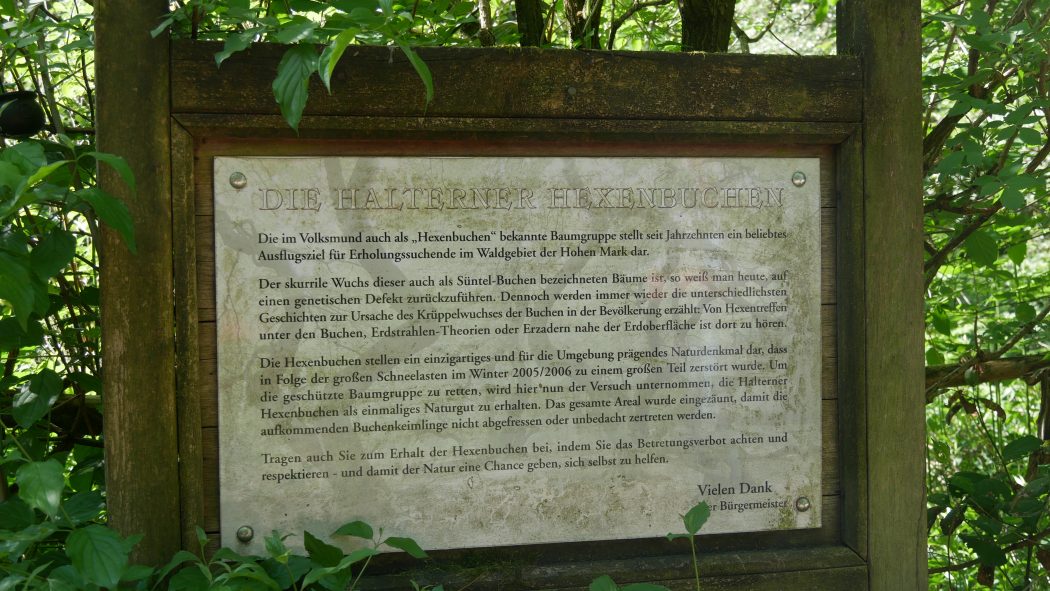 DIE HALTERNER HEXENBUCHEN
Die im Volksmund auch als „Hexenbuchen“ bekannte Baumgruppe stellt seit Jahrzehnten ein beliebtes
Ausflugsziel für Erholungssuchende im Waldgebiet der Hohen Mark dar.
Der skurrile Wuchs dieser auch als Süntel-Buchen bezeichneten Bäume ist, so weiß man heute, auf
einen genetischen Defekt zurückzuführen. Dennoch werden immer wieder die unterschiedlichsten
Geschichten zur Ursache des Krüppelwuchses der Buchen in der Bevölkerung erzählt: Von Hexentreffen
unter den Buchen, Erdstrahlen-Theorien oder Erzadern nahe der Erdoberfläche ist dort zu hören.
Die Hexenbuchen stellen ein einzigartiges und für die Umgebung prägendes Naturdenkmal dar, dass
in Folge der großen Schneelasten im Winter 2005/2006 zu einem großen Teil zerstört wurde. Um
die geschützte Baumgruppe zu retten, wird hier nun der Versuch unternommen, die Halterner
Hexenbuchen als einmaliges Naturgut zu erhalten. Das gesamte Areal wurde eingezäunt, damit die
aufkommenden Buchenkeimlinge nicht abgefressen oder unbedacht zertreten werden.
Tragen auch Sie zum Erhalt der Hexenbuchen bei, indem Sie das Betretungsverbot achten und
respektieren - und damit der Natur eine Chance geben, sich selbst zu helfen.
Vielen Dank
er Bürgermeister